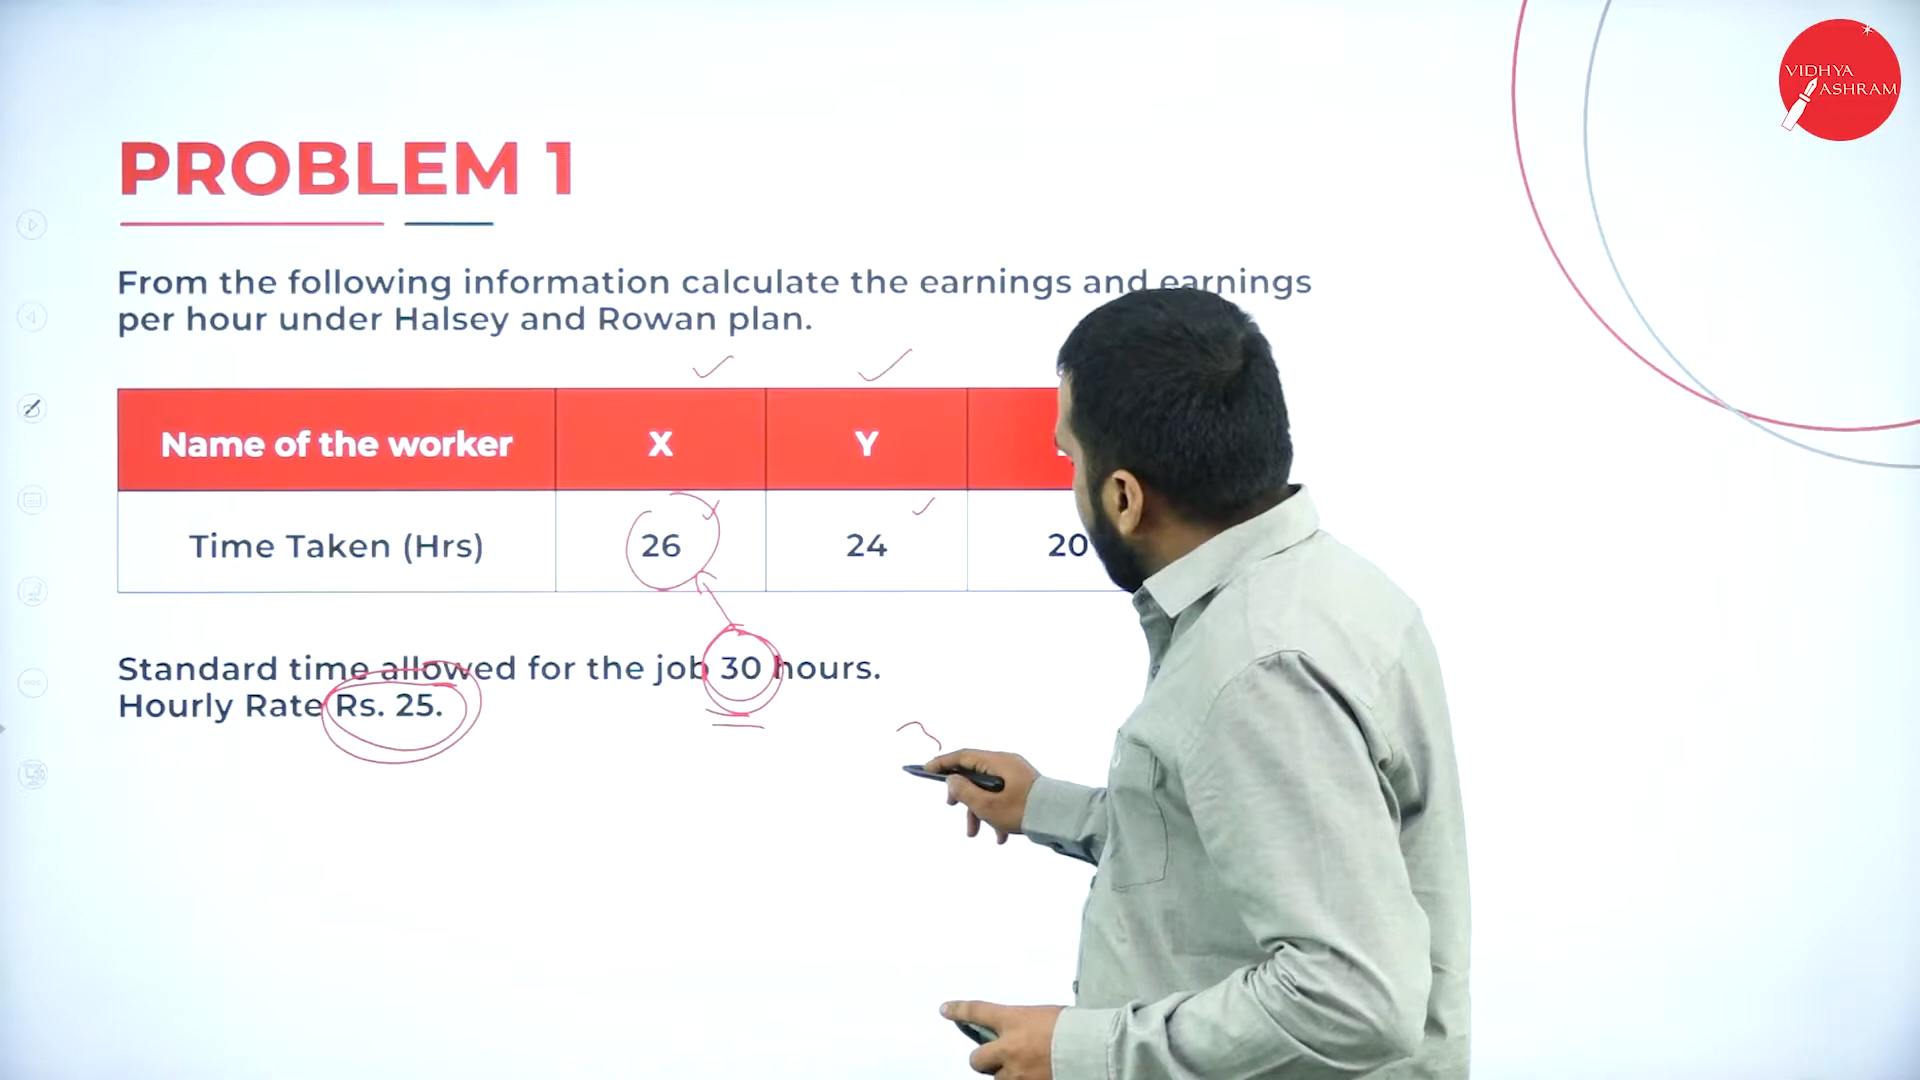 VIDHYA
ASHRAM
PROBLEM 1
From the following information calculate the earnings and earnings
per hour under Halsey and Rowan plan.
Name of the worker X Y
Time Taken (Hrs) 26 24 20
Standard time allowed for the job 30 hours.
Hourly Rate Rs. 25.